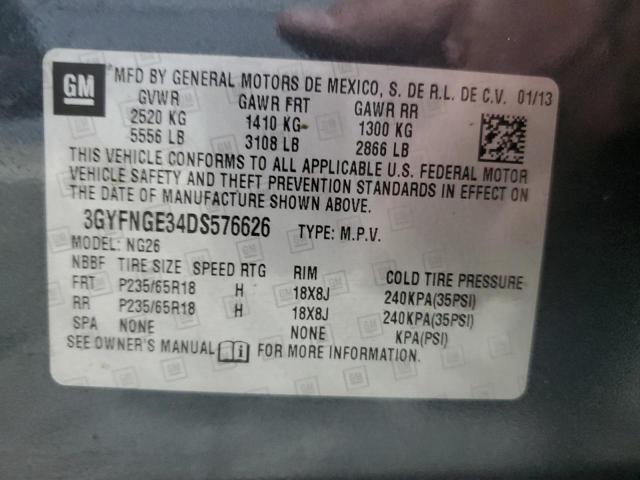 GM MFD BY GENERAL MOTORS DE MEXICO, S. DE R.L. DE C.V. 01/13
GVWR GAWR FRT GAWR RR
2520 KG 1410 KG 1300 KG
5556 LB 3108 LB 2866 LB
THIS VEHICLE CONFORMS TO ALL APPLICABLE U.S. FEDERAL MOTOR
VEHICLE SAFETY AND THEFT PREVENTION STANDARDS IN EFFECT ON
THE DATE OF MANUFACTURE SHOWN ABOVE.
3GYFNGE34DS576626 TYPE: M.P.V.
MODEL: NG26
NBBF TIRE SIZE SPEED RTG RIM COLD TIRE PRESSURE
FRT P235/65R18 H 18X8J 240KPA(35PSI)
RR P235/65R18 H 18X8J 240KPA(35PSI)
SPA NONE NONE KPA(PSI)
SEE OWNER'S MANUAL FOR MORE INFORMATION.